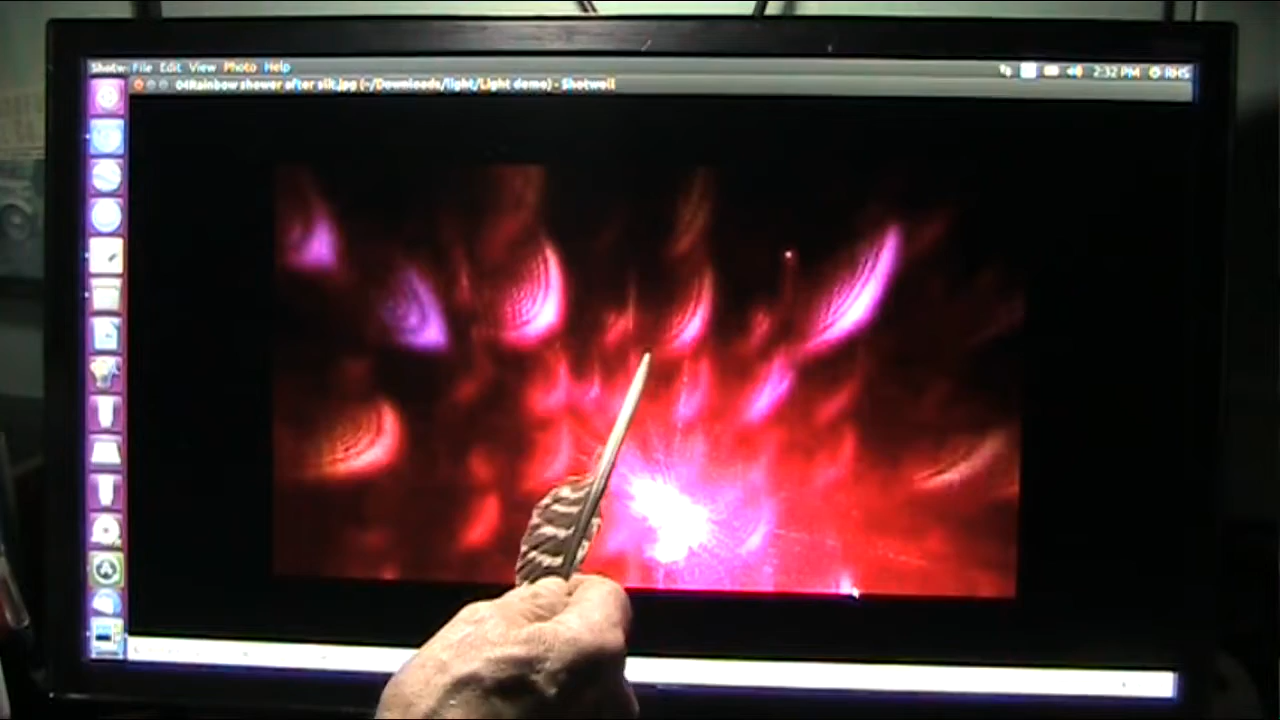 Shotw File Edit View Photo Help 2:32 PM RHS
04Rainbow shower after slit.jpg (~/Downloads/light/Light demo) - Shotwell